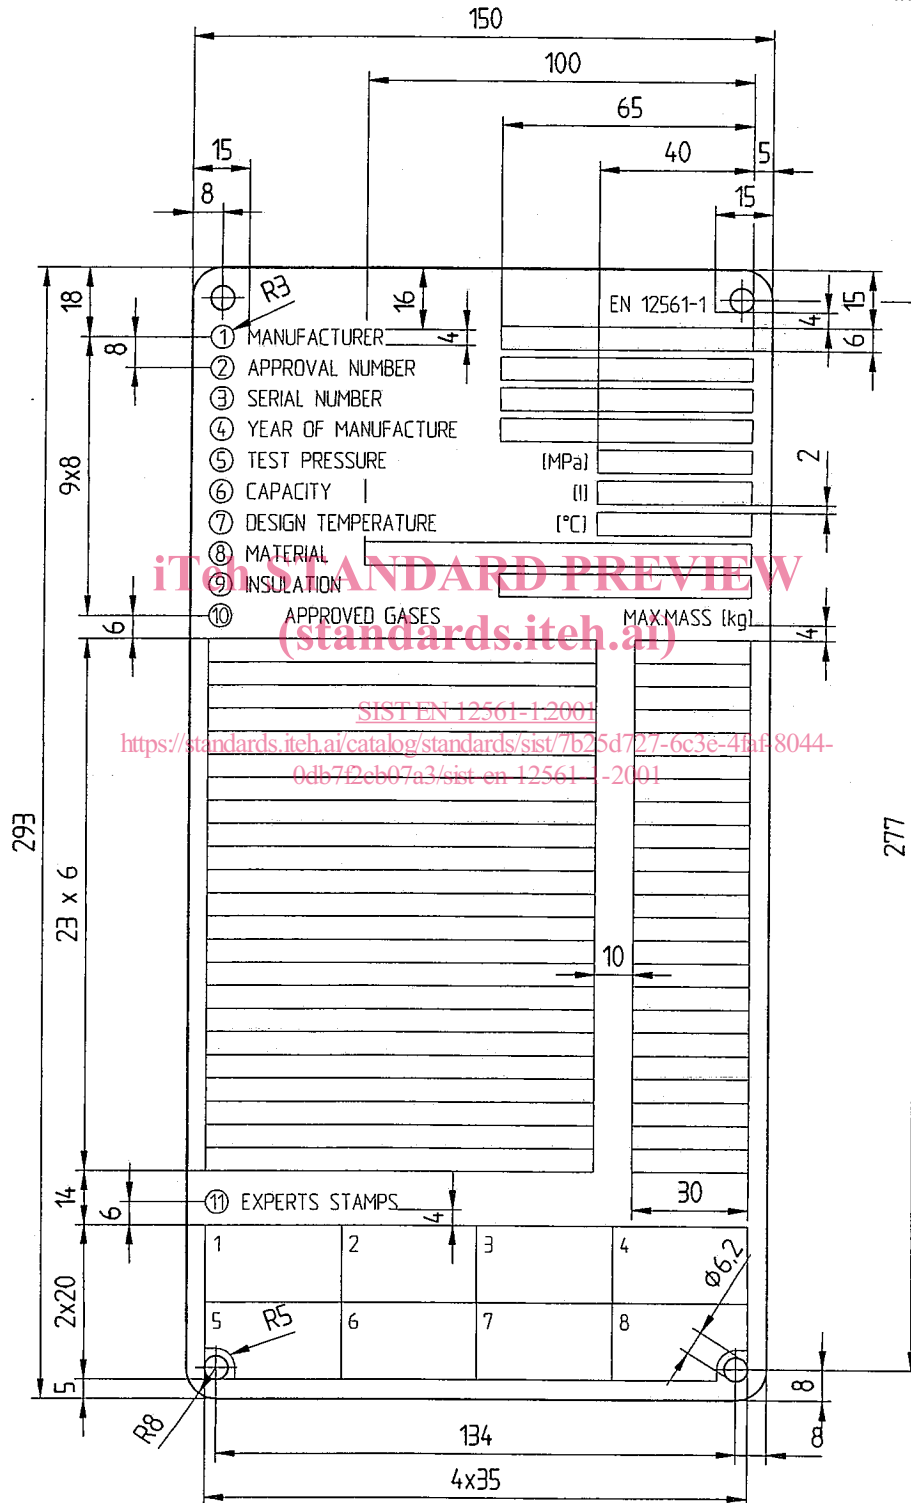 150
100
65
40
5
15
15
8
18
R3
16
4
EN 12561-1
4
15
6
8
① MANUFACTURER
② APPROVAL NUMBER
③ SERIAL NUMBER
④ YEAR OF MANUFACTURE
⑤ TEST PRESSURE [MPa]
2
9x8
⑥ CAPACITY [l]
⑦ DESIGN TEMPERATURE [°C]
⑧ MATERIAL
iTeh STANDARD PREVIEW
⑨ INSULATION
⑩ APPROVED GASES MAX.MASS [kg]
6
4
(standards.iteh.ai)
SIST EN 12561-1:2001
https://standards.iteh.ai/catalog/standards/sist/7b25d727-6c3e-4faf-8044-
0db7f2cb07a3/sist-en-12561-1-2001
293
277
23 x 6
10
14
6
⑪ EXPERTS STAMPS
4
30
1 2 3 4
2x20
Φ6,2
5 6 7 8
R5
5
8
R8
134
8
4x35